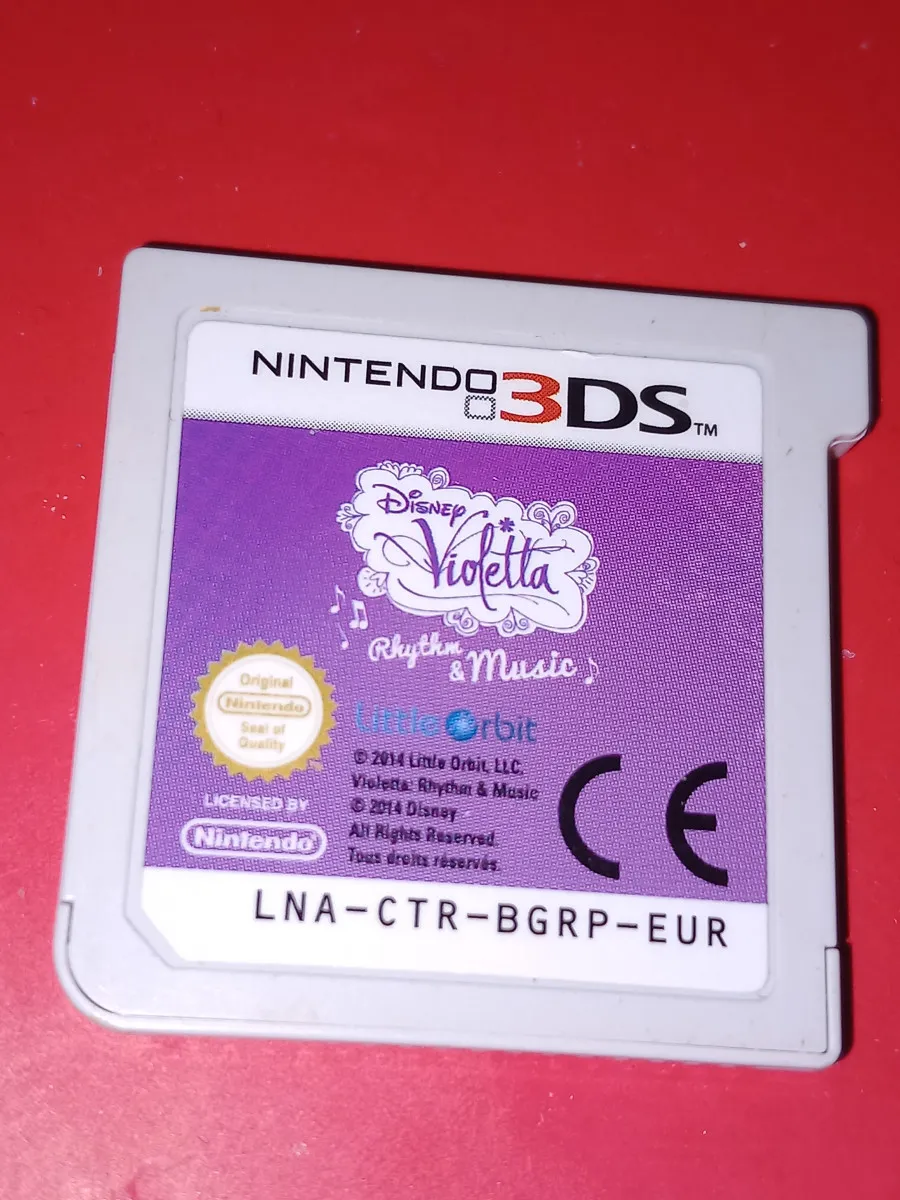 NINTENDO 3DS™
Disney
Violetta
Rhythm
& Music
Original
Nintendo
Seal of
Quality
Little Orbit
© 2014 Little Orbit, LLC.
Violetta: Rhythm & Music
© 2014 Disney
All Rights Reserved.
Tous droits réservés.
LICENSED BY
Nintendo
CE
LNA-CTR-BGRP-EUR